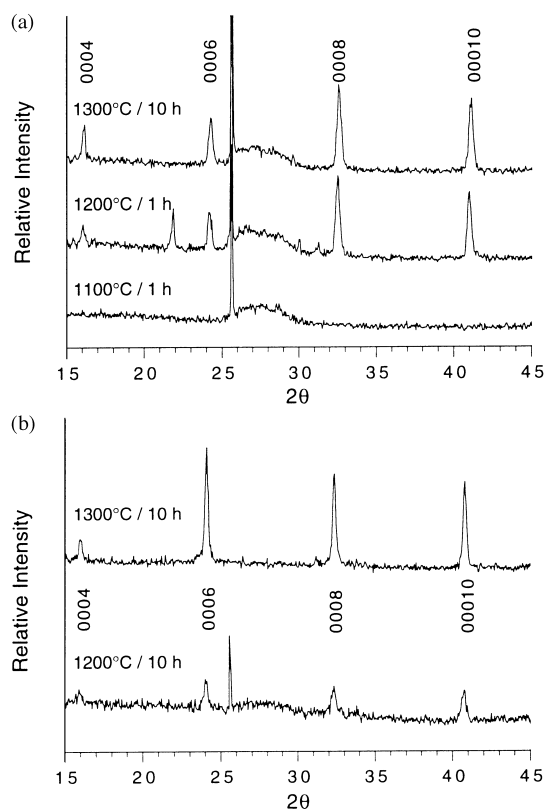 (a)
0004
0006
0008
00010
1300°C / 10 h
1200°C / 1 h
1100°C / 1 h
Relative Intensity
15 20 25 30 35 40 45
2θ
(b)
1300°C / 10 h
0004
0006
0008
00010
1200°C / 10 h
Relative Intensity
15 20 25 30 35 40 45
2θ